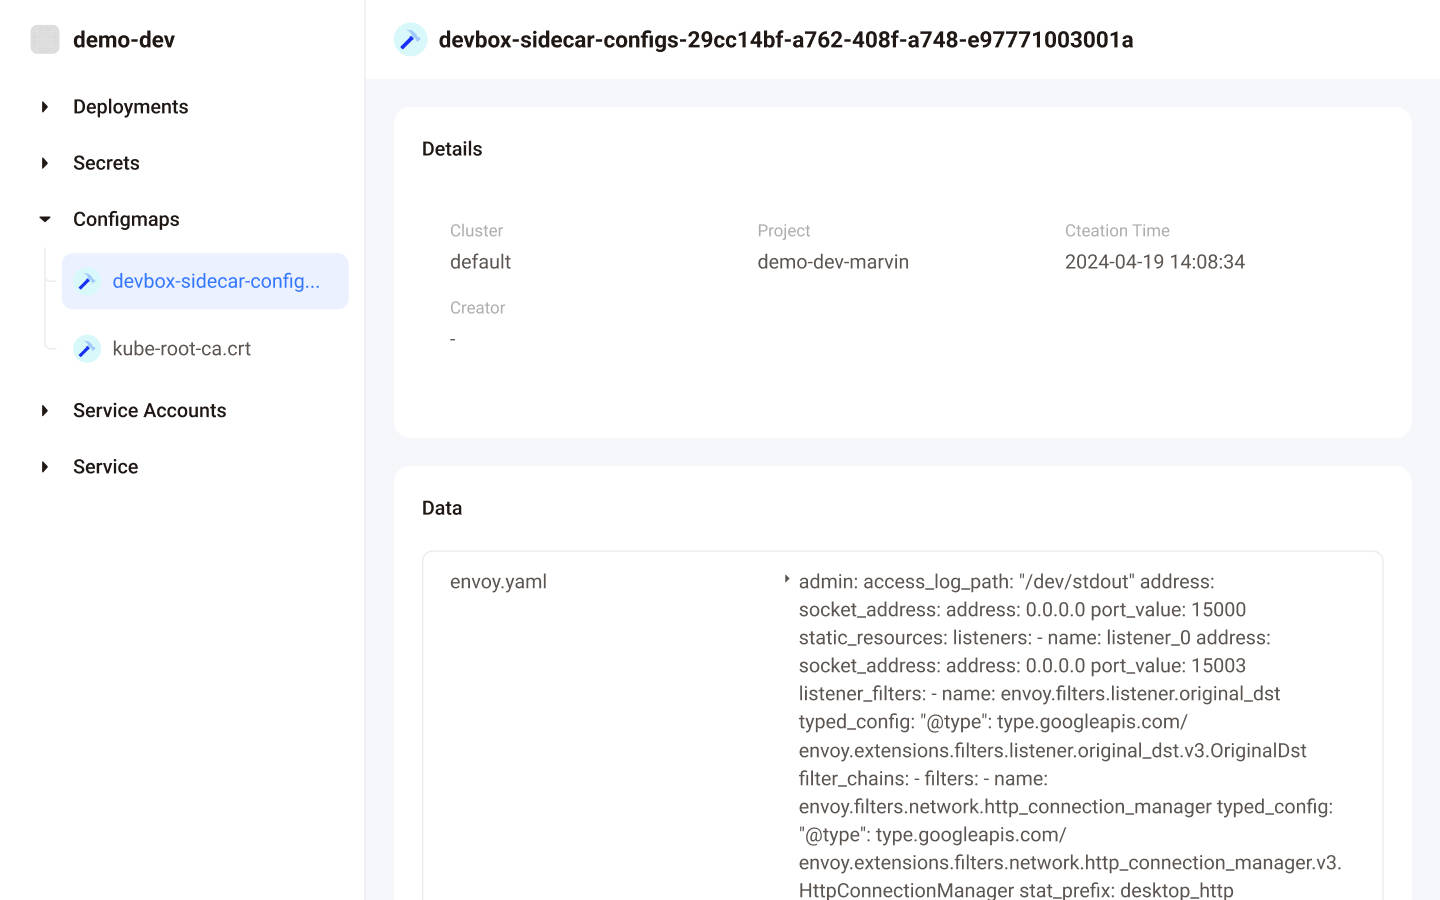 demo-dev
Deployments
Secrets
Configmaps
devbox-sidecar-config...
kube-root-ca.crt
Service Accounts
Service
devbox-sidecar-configs-29cc14bf-a762-408f-a748-e97771003001a
Details
Cluster
default
Project
demo-dev-marvin
Cteation Time
2024-04-19 14:08:34
Creator
-
Data
envoy.yaml
admin: access_log_path: "/dev/stdout" address:
socket_address: address: 0.0.0.0 port_value: 15000
static_resources: listeners: - name: listener_0 address:
socket_address: address: 0.0.0.0 port_value: 15003
listener_filters: - name: envoy.filters.listener.original_dst
typed_config: "@type": type.googleapis.com/
envoy.extensions.filters.listener.original_dst.v3.OriginalDst
filter_chains: - filters: - name:
envoy.filters.network.http_connection_manager typed_config:
"@type": type.googleapis.com/
envoy.extensions.filters.network.http_connection_manager.v3.
HttpConnectionManager stat_prefix: desktop_http